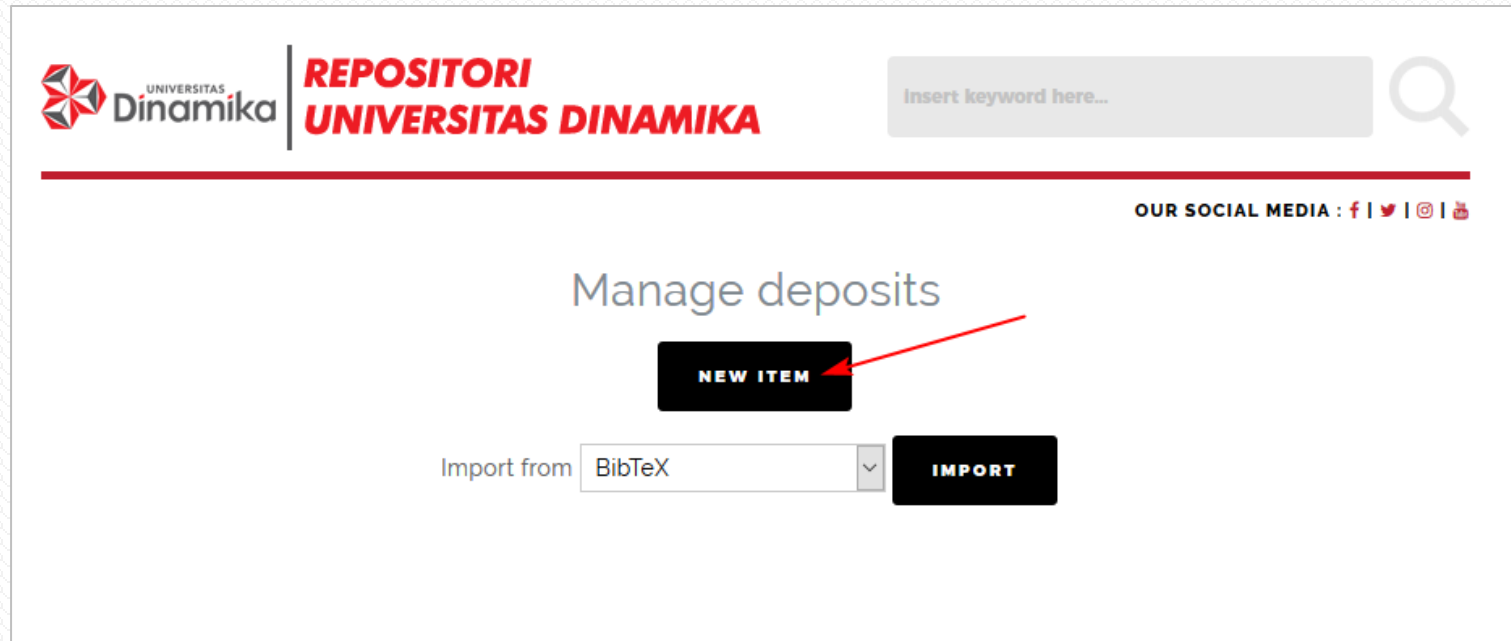 UNIVERSITAS
Dinamika
REPOSITORI
UNIVERSITAS DINAMIKA
Insert keyword here...
OUR SOCIAL MEDIA : f | | |
Manage deposits
NEW ITEM
Import from BibTeX IMPORT